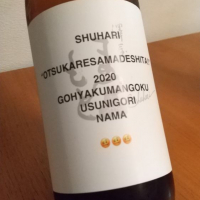 SHUHARI
"OTSUKARESAMADESHITA"
2020
GOHYAKUMANGOKU
USUNIGORI
NAMA